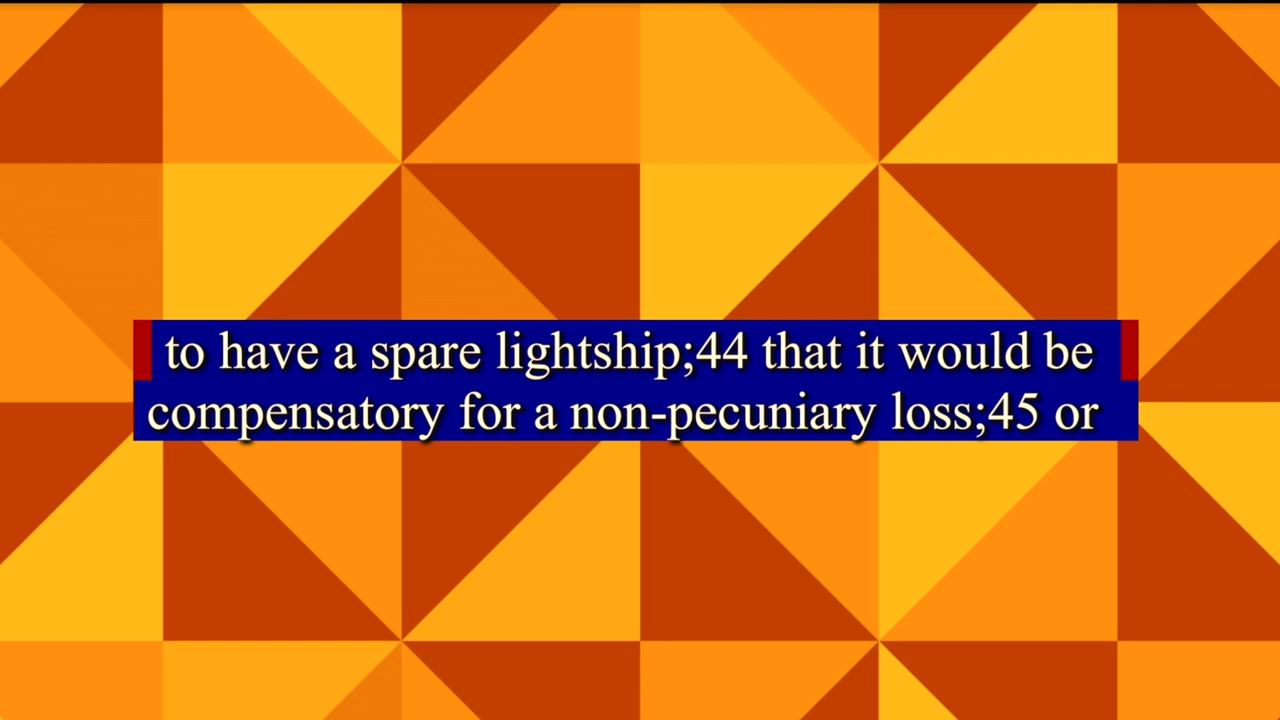 to have a spare lightship;44 that it would be
compensatory for a non-pecuniary loss;45 or